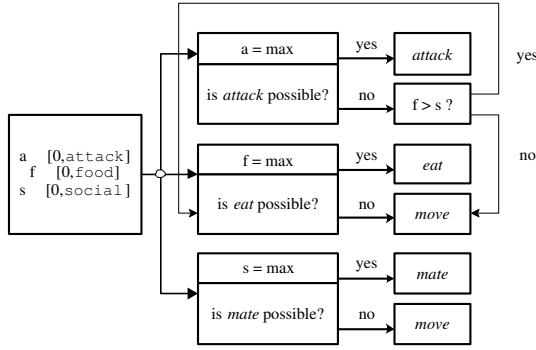 a [0,attack]
f [0,food]
s [0,social]
a = max
is attack possible?
yes
attack
no
f > s ?
yes
no
f = max
is eat possible?
yes
eat
no
move
s = max
is mate possible?
yes
mate
no
move